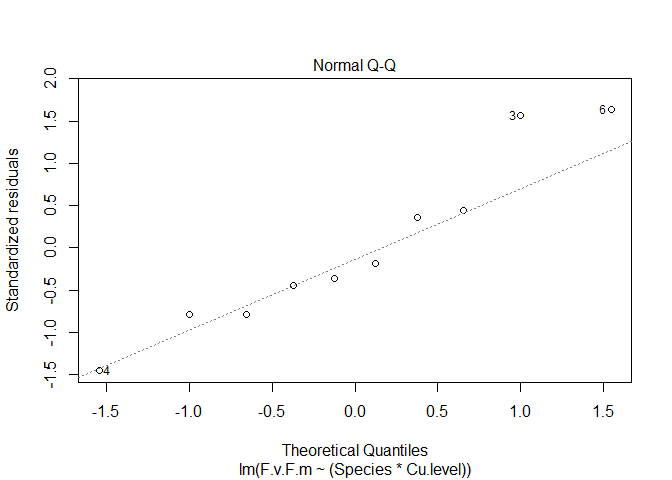 Normal Q-Q
Standardized residuals
2.0
1.5
1.0
0.5
0.0
-0.5
-1.0
-1.5
3
6
4
-1.5 -1.0 -0.5 0.0 0.5 1.0 1.5
Theoretical Quantiles
lm(F.v.F.m ~ (Species * Cu.level))